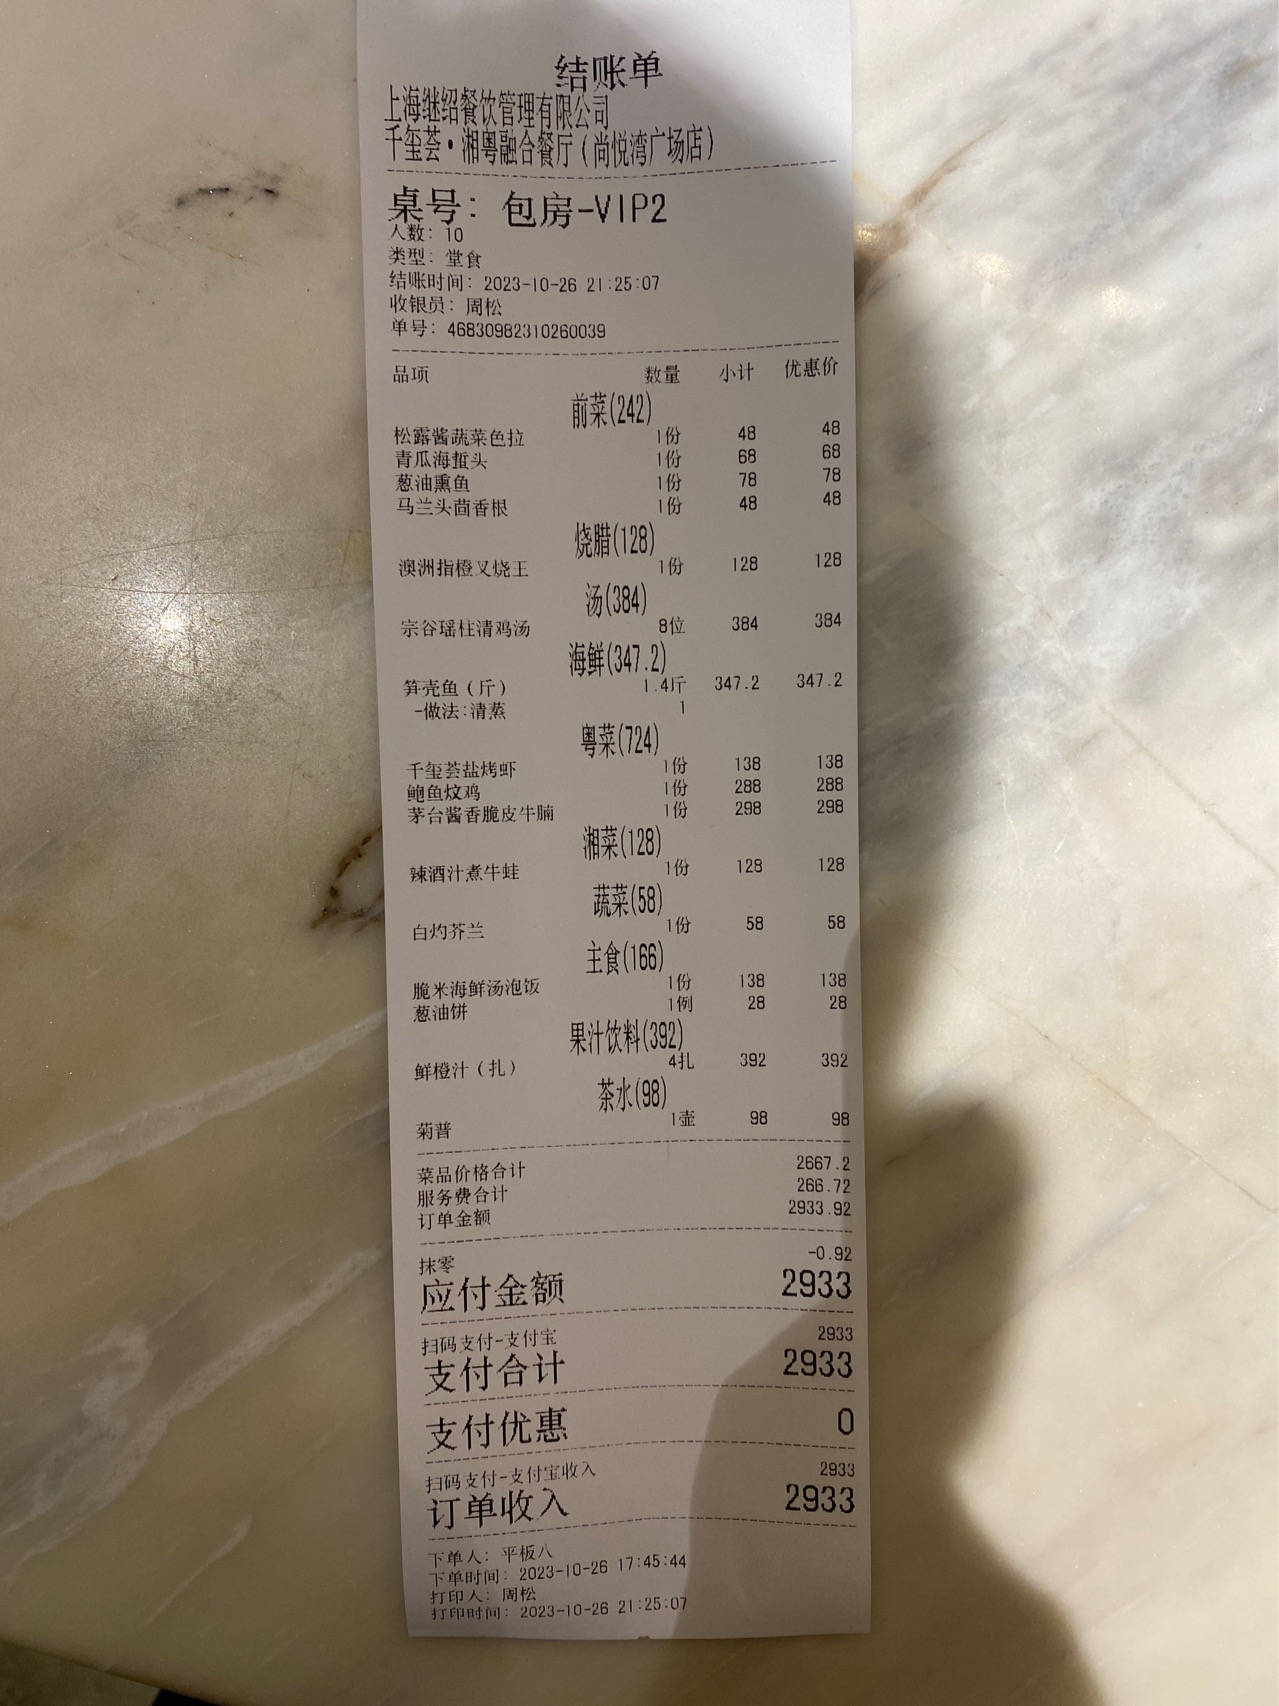 结账单
上海继绍餐饮管理有限公司
千玺荟·湘粤融合餐厅(尚悦湾广场店)
桌号: 包房-VIP2
人数: 10
类型: 堂食
结账时间: 2023-10-26 21:25:07
收银员: 周松
单号: 46830982310260039
品项 数量 小计 优惠价
前菜(242)
松露酱蔬菜色拉 1份 48 48
青瓜海蜇头 1份 68 68
葱油熏鱼 1份 78 78
马兰头茴香根 1份 48 48
烧腊(128)
澳洲指橙叉烧王 1份 128 128
汤(384)
宗谷瑶柱清鸡汤 8位 384 384
海鲜(347.2)
笋壳鱼(斤) 1.4斤 347.2 347.2
-做法:清蒸 1
粤菜(724)
千玺荟盐烤虾 1份 138 138
鲍鱼炆鸡 1份 288 288
茅台酱香脆皮牛腩 1份 298 298
湘菜(128)
辣酒汁煮牛蛙 1份 128 128
蔬菜(58)
白灼芥兰 1份 58 58
主食(166)
脆米海鲜汤泡饭 1份 138 138
葱油饼 1例 28 28
果汁饮料(392)
鲜橙汁(扎) 4扎 392 392
茶水(98)
菊普 1壶 98 98
菜品价格合计 2667.2
服务费合计 266.72
订单金额 2933.92
抹零 -0.92
应付金额 2933
扫码支付-支付宝 2933
支付合计 2933
支付优惠 0
扫码支付-支付宝收入 2933
订单收入 2933
下单人: 平板八
下单时间: 2023-10-26 17:45:44
打印人: 周松
打印时间: 2023-10-26 21:25:07